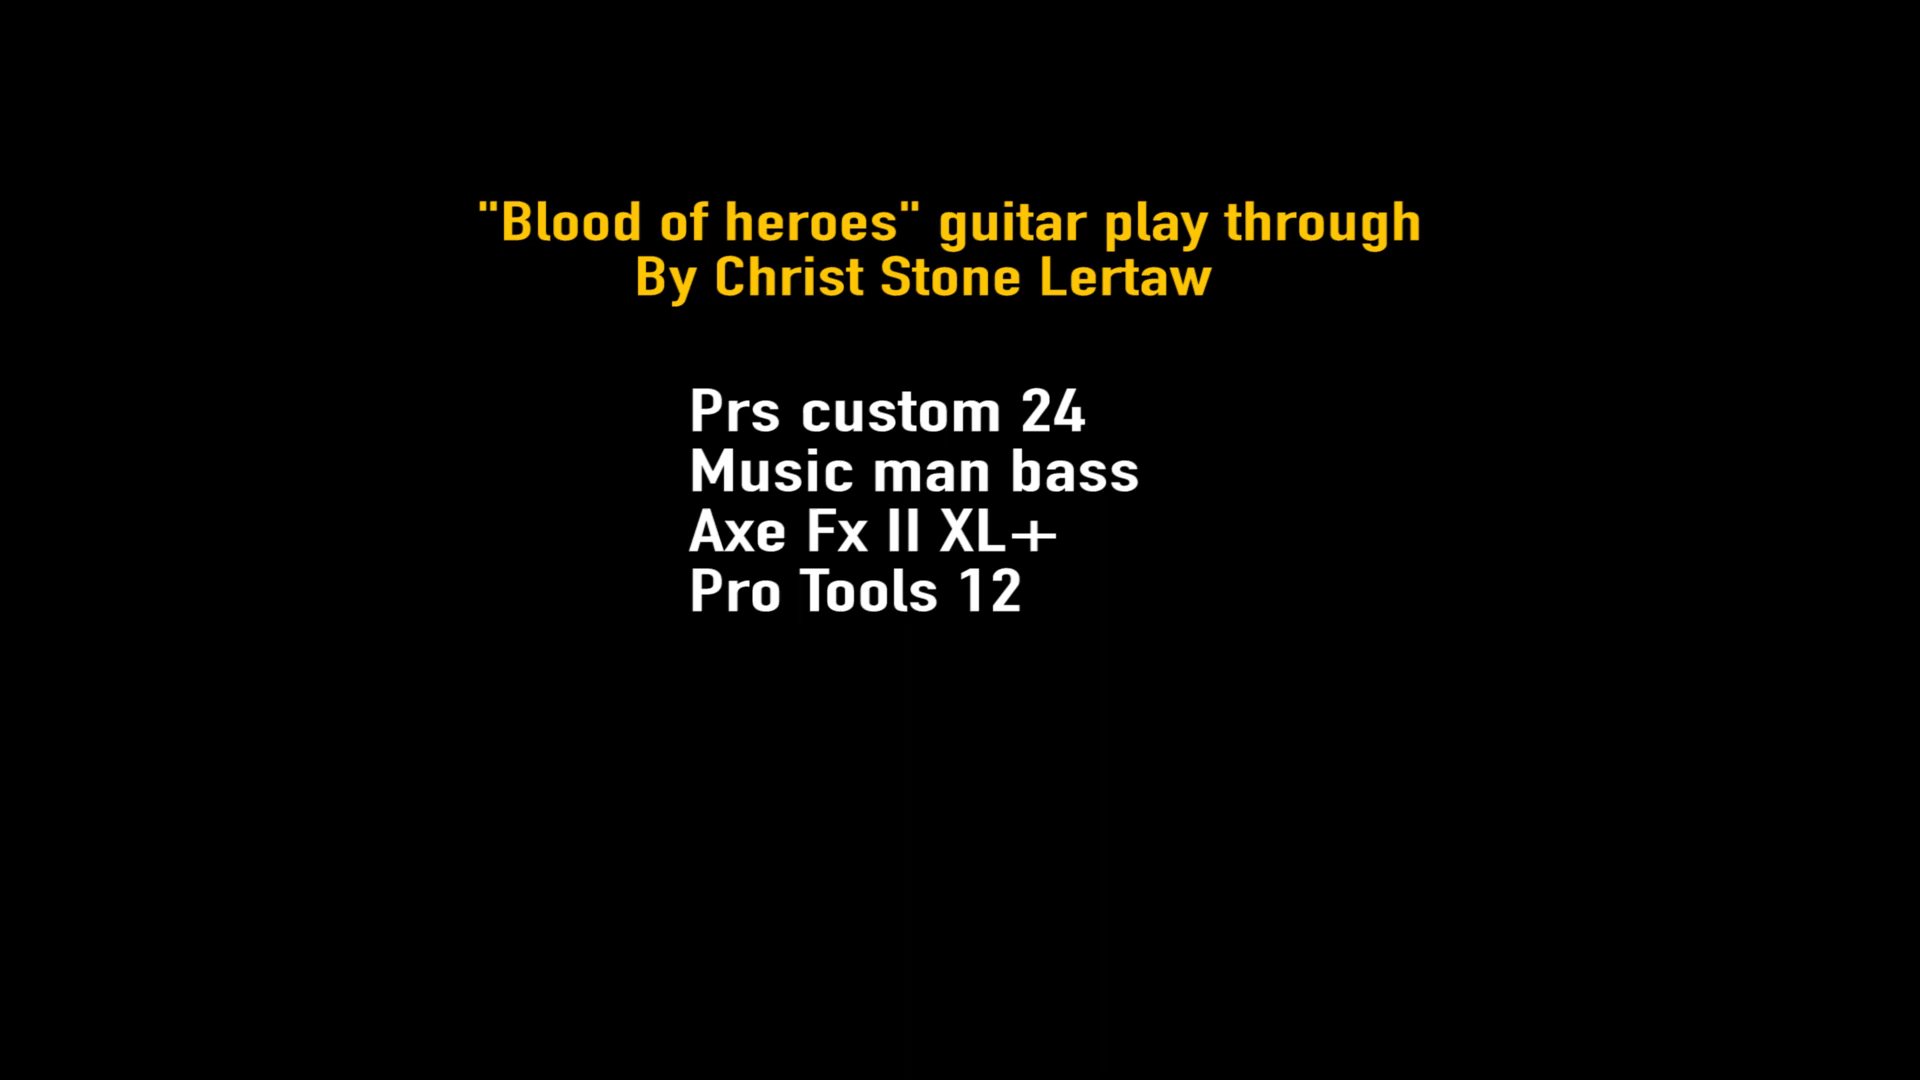 "Blood of heroes" guitar play through
By Christ Stone Lertaw
Prs custom 24
Music man bass
Axe Fx II XL+
Pro Tools 12